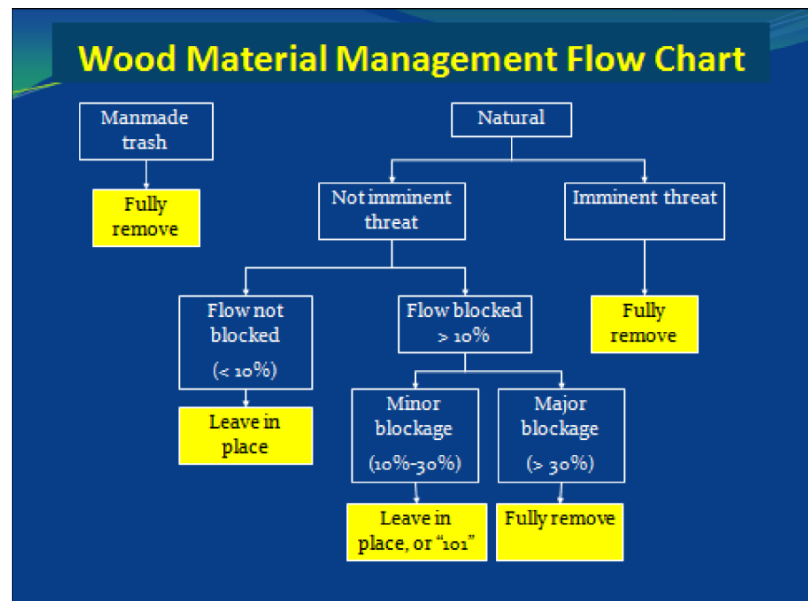 Wood Material Management Flow Chart
Manmade
trash
Natural
Fully
remove
Not imminent
threat
Imminent threat
Flow not
blocked
(< 10%)
Flow blocked
> 10%
Fully
remove
Leave in
place
Minor
blockage
(10%-30%)
Major
blockage
(> 30%)
Leave in
place, or “101”
Fully remove